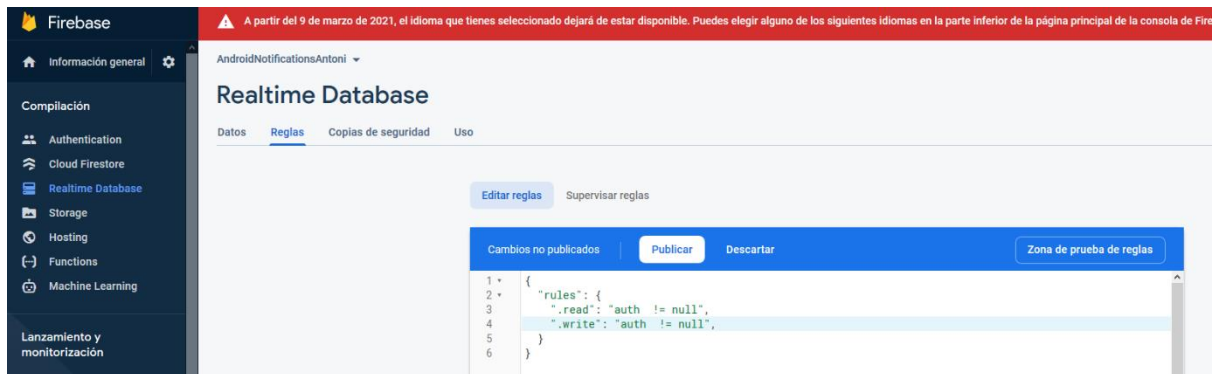 Firebase
A partir del 9 de marzo de 2021, el idioma que tienes seleccionado dejará de estar disponible. Puedes elegir alguno de los siguientes idiomas en la parte inferior de la página principal de la consola de Fire
Información general
AndroidNotificationsAntoni
Realtime Database
Compilación
Datos Reglas Copias de seguridad Uso
Authentication
Cloud Firestore
Realtime Database
Storage
Hosting
Functions
Machine Learning
Lanzamiento y
monitorización
Editar reglas Supervisar reglas
Cambios no publicados Publicar Descartar Zona de prueba de reglas
1 {
2 "rules": {
3 ".read": "auth != null",
4 ".write": "auth != null",
5 }
6 }